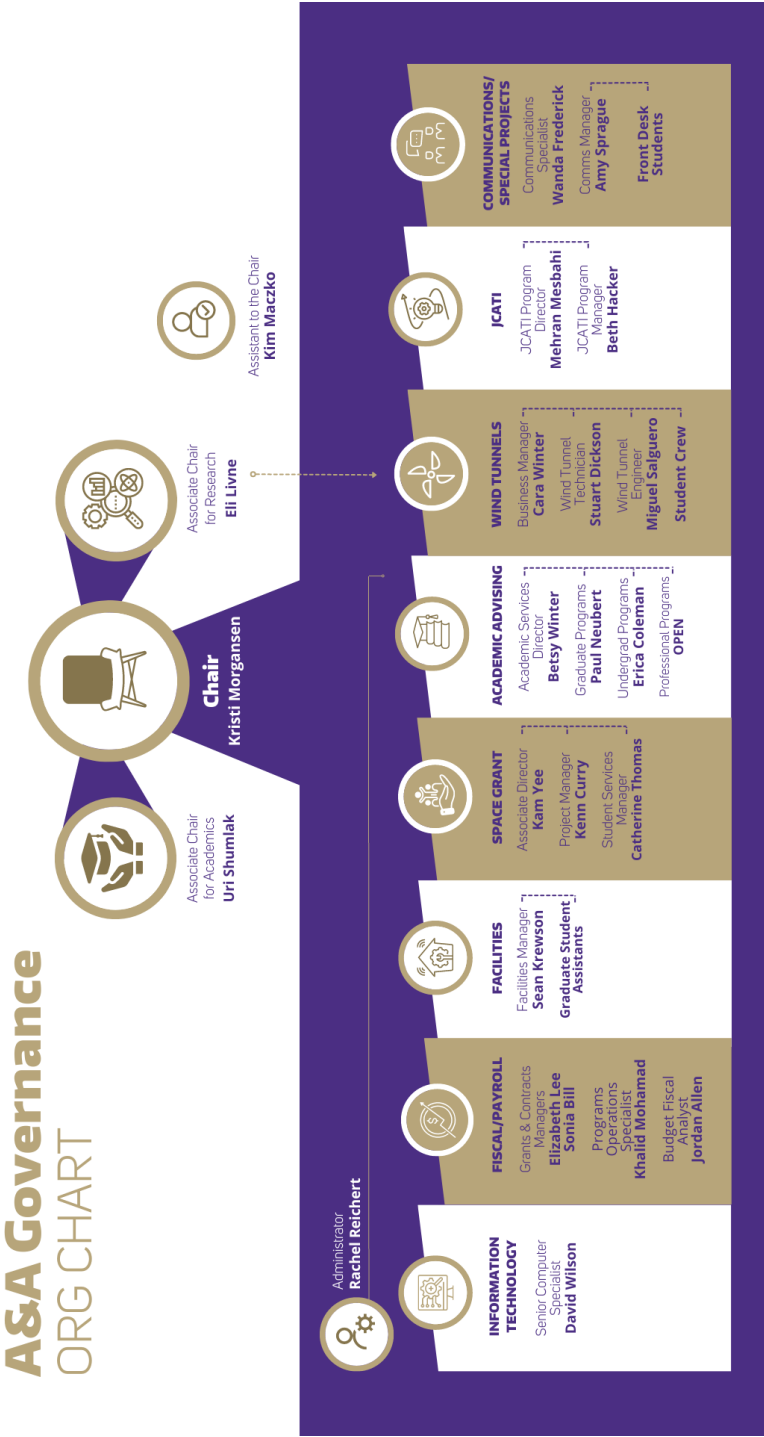 A&A Governance
ORG CHART
Associate Chair
for Academics
Uri Shumlak
Chair
Kristi Morgansen
Associate Chair
for Research
Eli Livne
Assistant to the Chair
Kim Maczko
Administrator
Rachel Reichert
INFORMATION
TECHNOLOGY
Senior Computer
Specialist
David Wilson
FISCAL/PAYROLL
Grants & Contracts
Managers
Elizabeth Lee
Sonia Bill
Programs
Operations
Specialist
Khalid Mohamad
Budget Fiscal
Analyst
Jordan Allen
FACILITIES
Facilities Manager
Sean Krewson
Graduate Student
Assistants
SPACE GRANT
Associate Director
Kam Yee
Project Manager
Kenn Curry
Student Services
Manager
Catherine Thomas
ACADEMIC ADVISING
Academic Services
Director
Betsy Winter
Graduate Programs
Paul Neubert
Undergrad Programs
Erica Coleman
Professional Programs
OPEN
WIND TUNNELS
Business Manager
Cara Winter
Wind Tunnel
Technician
Stuart Dickson
Wind Tunnel
Engineer
Miguel Salguero
Student Crew
JCATI
JCATI Program
Director
Mehran Mesbahi
JCATI Program
Manager
Beth Hacker
COMMUNICATIONS/
SPECIAL PROJECTS
Communications
Specialist
Wanda Frederick
Comms Manager
Amy Sprague
Front Desk
Students